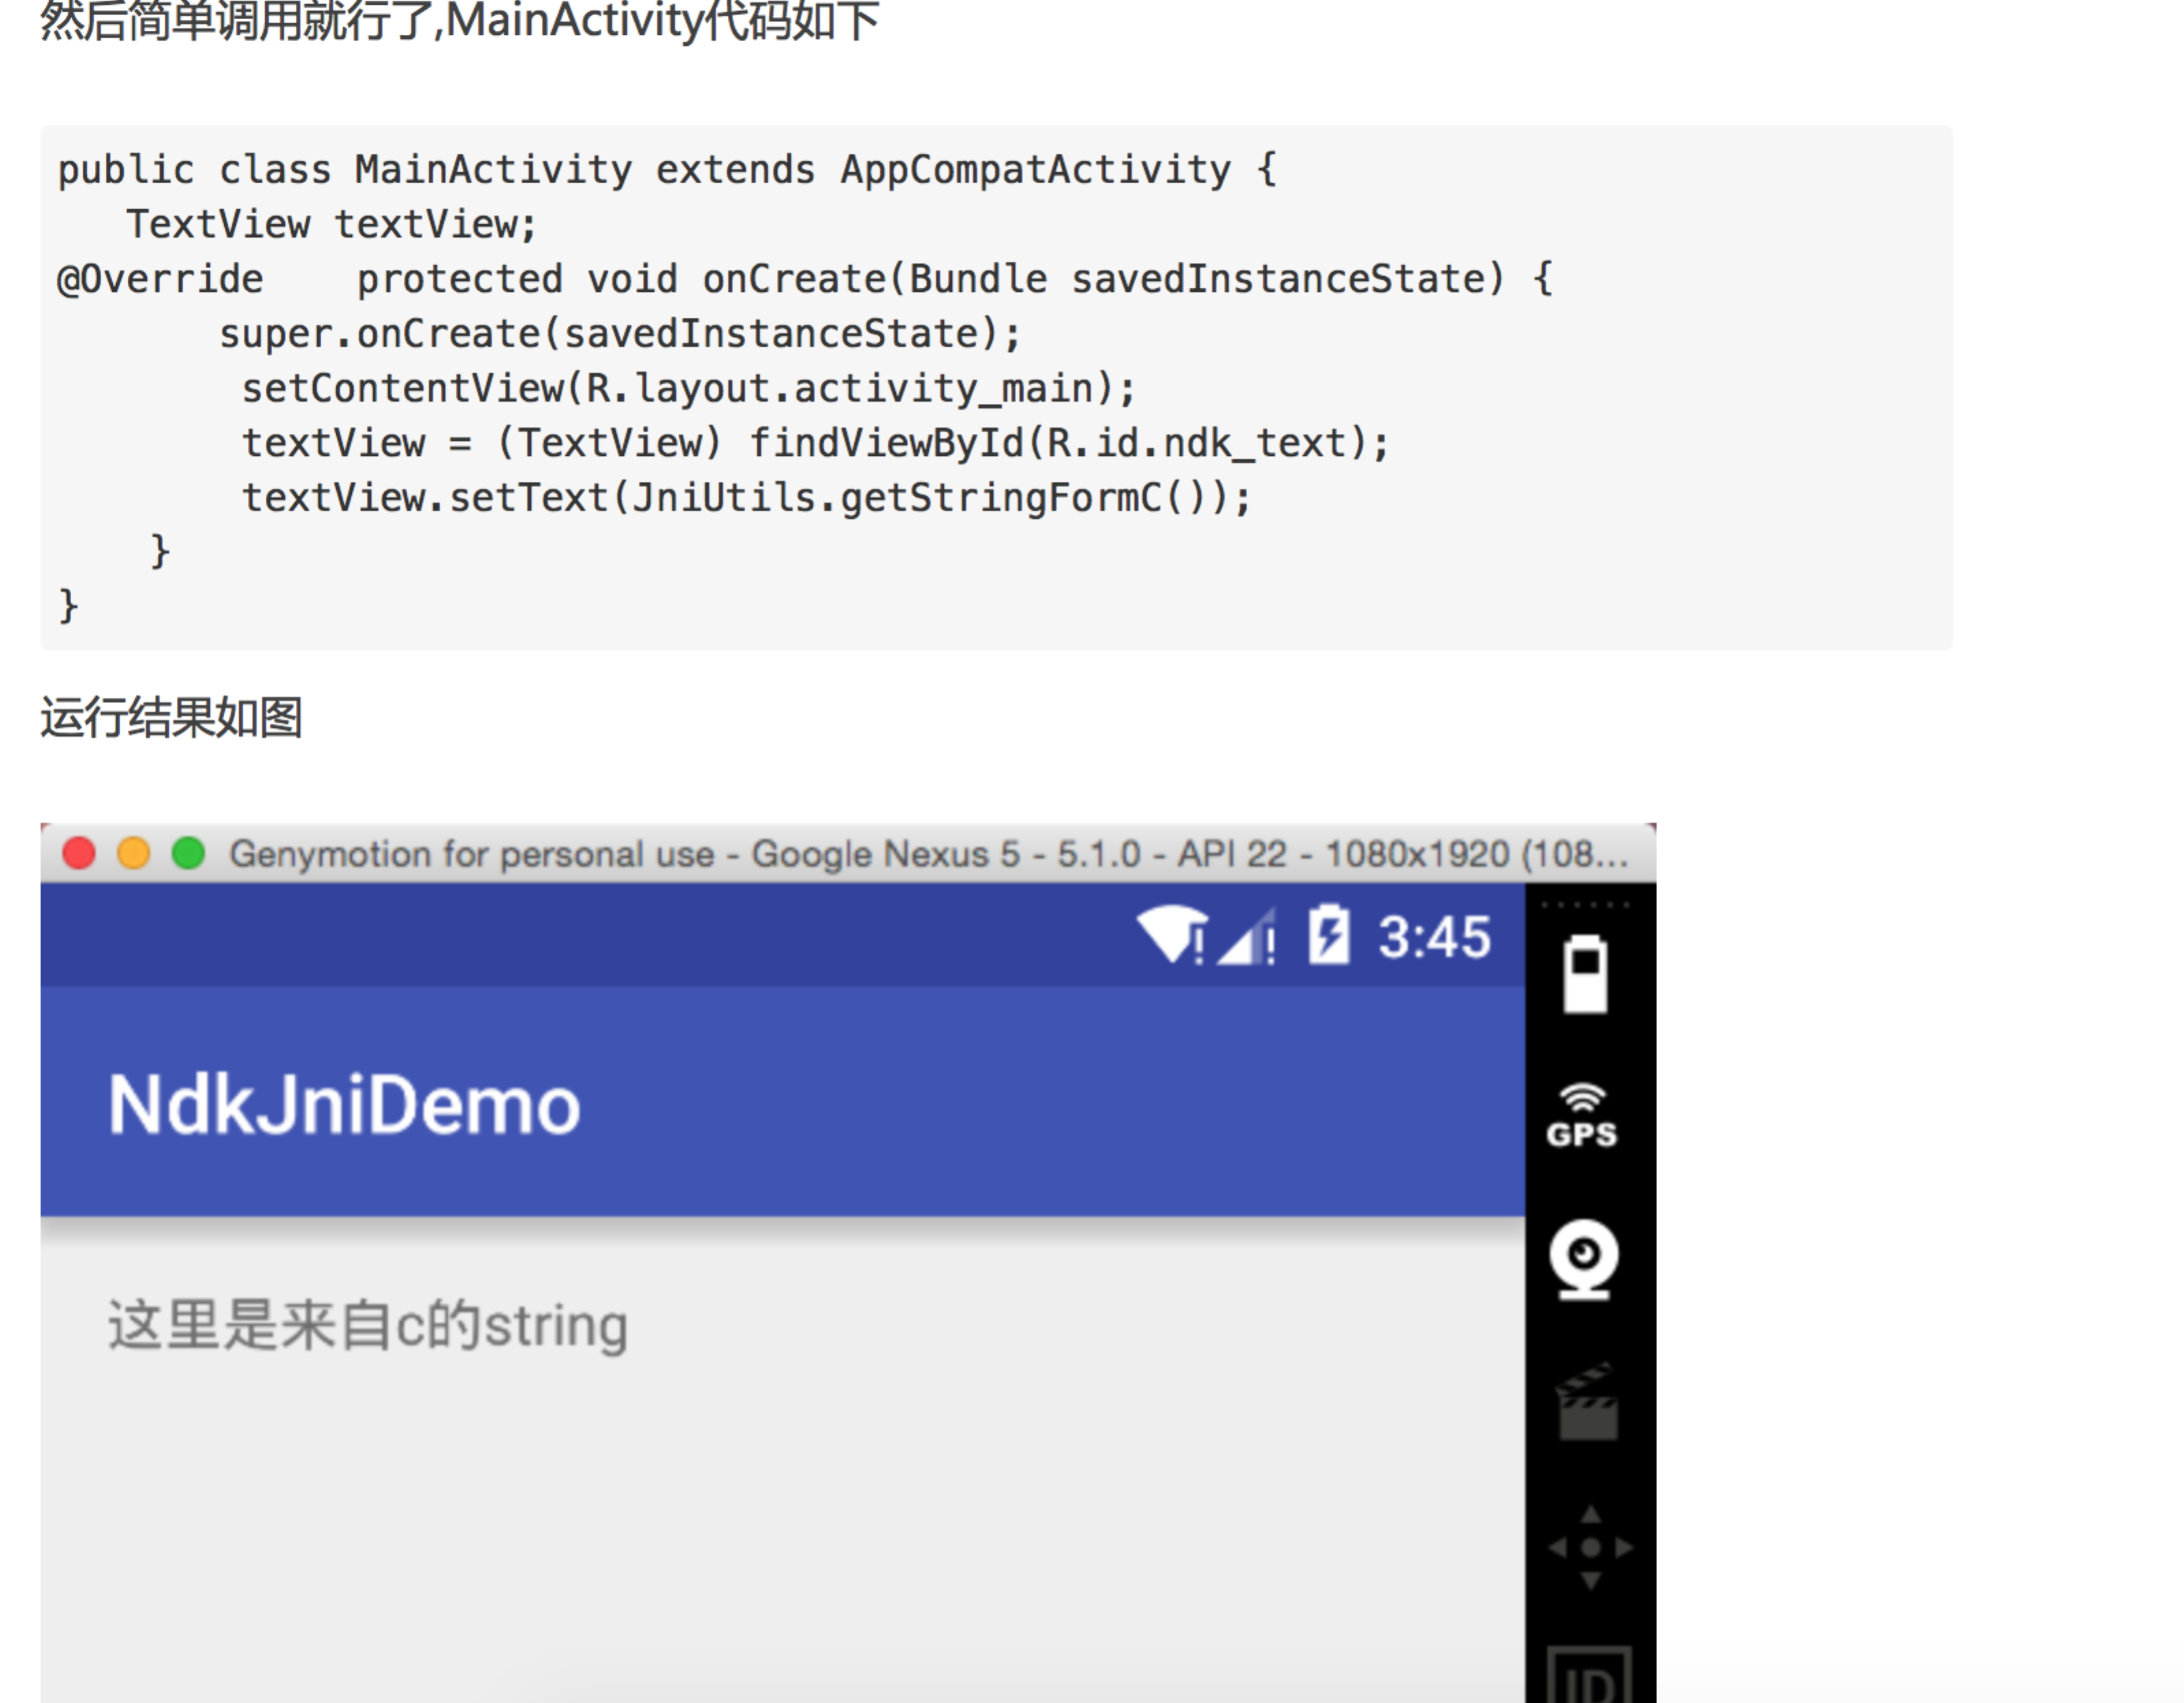 然后简单调用就行了,MainActivity代码如下
public class MainActivity extends AppCompatActivity {
   TextView textView;
@Override    protected void onCreate(Bundle savedInstanceState) {
       super.onCreate(savedInstanceState);
        setContentView(R.layout.activity_main);
        textView = (TextView) findViewById(R.id.ndk_text);
        textView.setText(JniUtils.getStringFormC());
    }
}
运行结果如图
Genymotion for personal use - Google Nexus 5 - 5.1.0 - API 22 - 1080x1920 (108...
3:45
NdkJniDemo
GPS
这里是来自c的string
ID